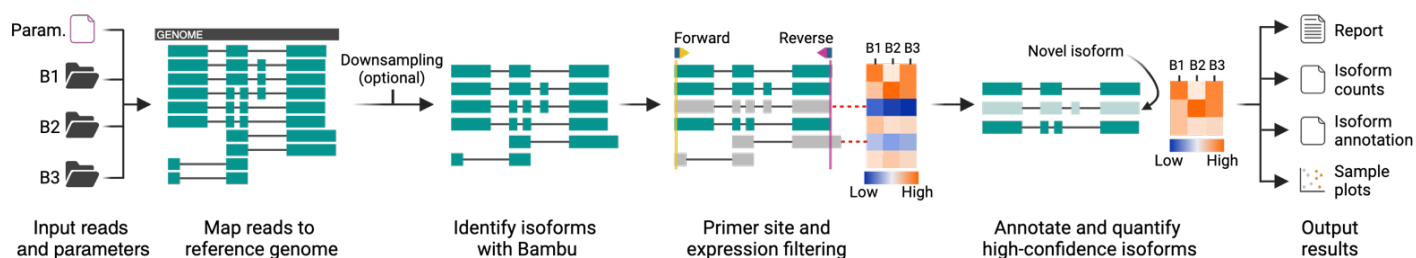 Param.
B1
B2
B3
Input reads
and parameters
GENOME
Map reads to
reference genome
Downsampling
(optional)
Identify isoforms
with Bambu
Forward
Reverse
B1 B2 B3
Low
High
Primer site and
expression filtering
Novel isoform
B1 B2 B3
Low
High
Annotate and quantify
high-confidence isoforms
Report
Isoform
counts
Isoform
annotation
Sample
plots
Output
results